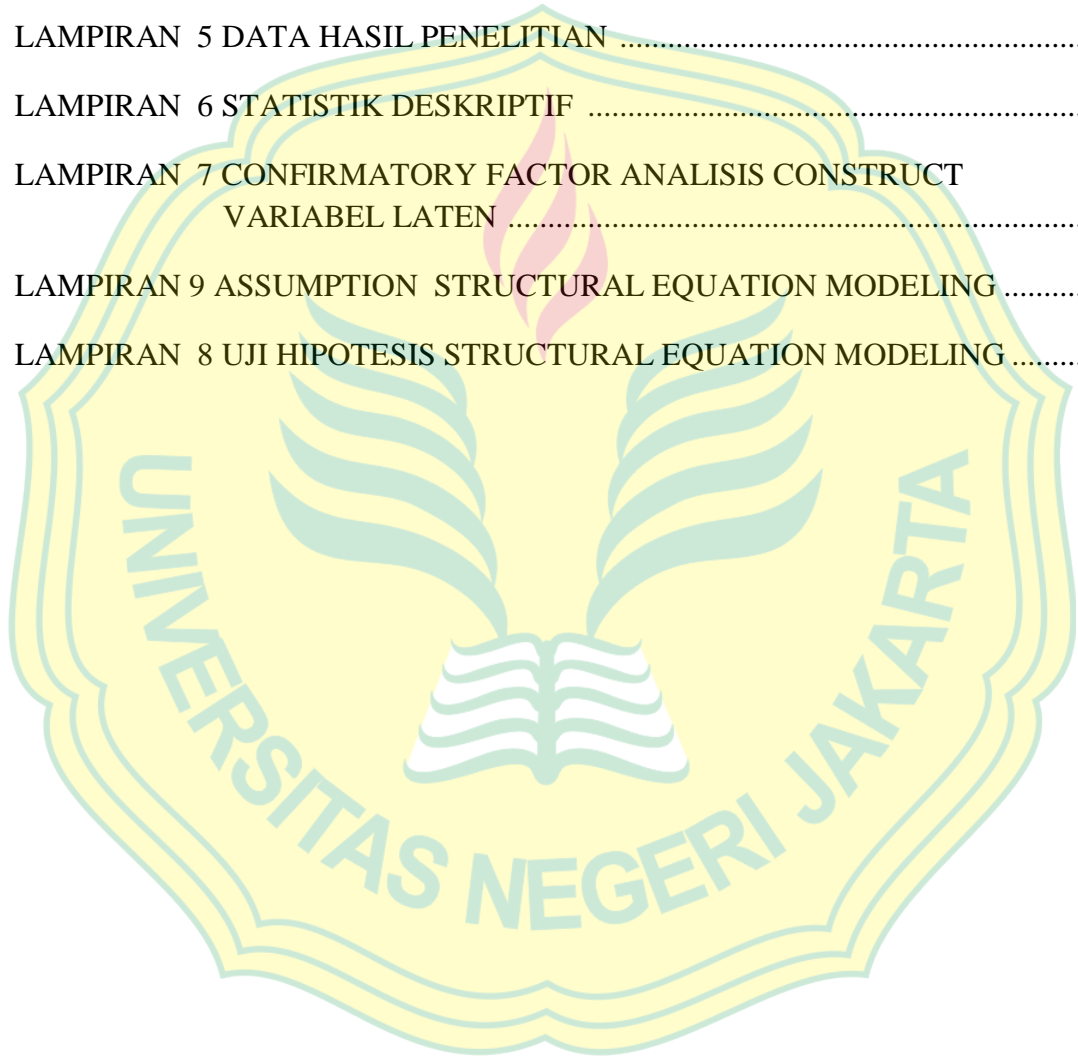 LAMPIRAN 5 DATA HASIL PENELITIAN ................................................................................
LAMPIRAN 6 STATISTIK DESKRIPTIF ................................................................................
LAMPIRAN 7 CONFIRMATORY FACTOR ANALISIS CONSTRUCT
VARIABEL LATEN ................................................................................
LAMPIRAN 9 ASSUMPTION STRUCTURAL EQUATION MODELING ............
LAMPIRAN 8 UJI HIPOTESIS STRUCTURAL EQUATION MODELING ...........
UNIVERSITAS NEGERI JAKARTA